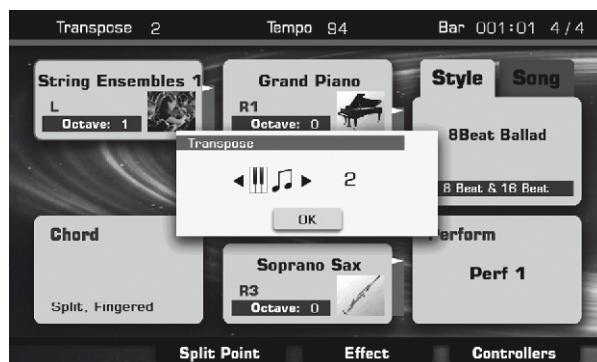 Transpose 2 Tempo 94 Bar 001:01 4/4
String Ensembles 1
L
Octave: 1
Grand Piano
R1
Octave: 0
Style Song
8Beat Ballad
8 Beat & 16 Beat
Transpose
2
OK
Chord
Split, Fingered
Soprano Sax
R3
Octave: 0
Perform
Perf 1
Split Point Effect Controllers